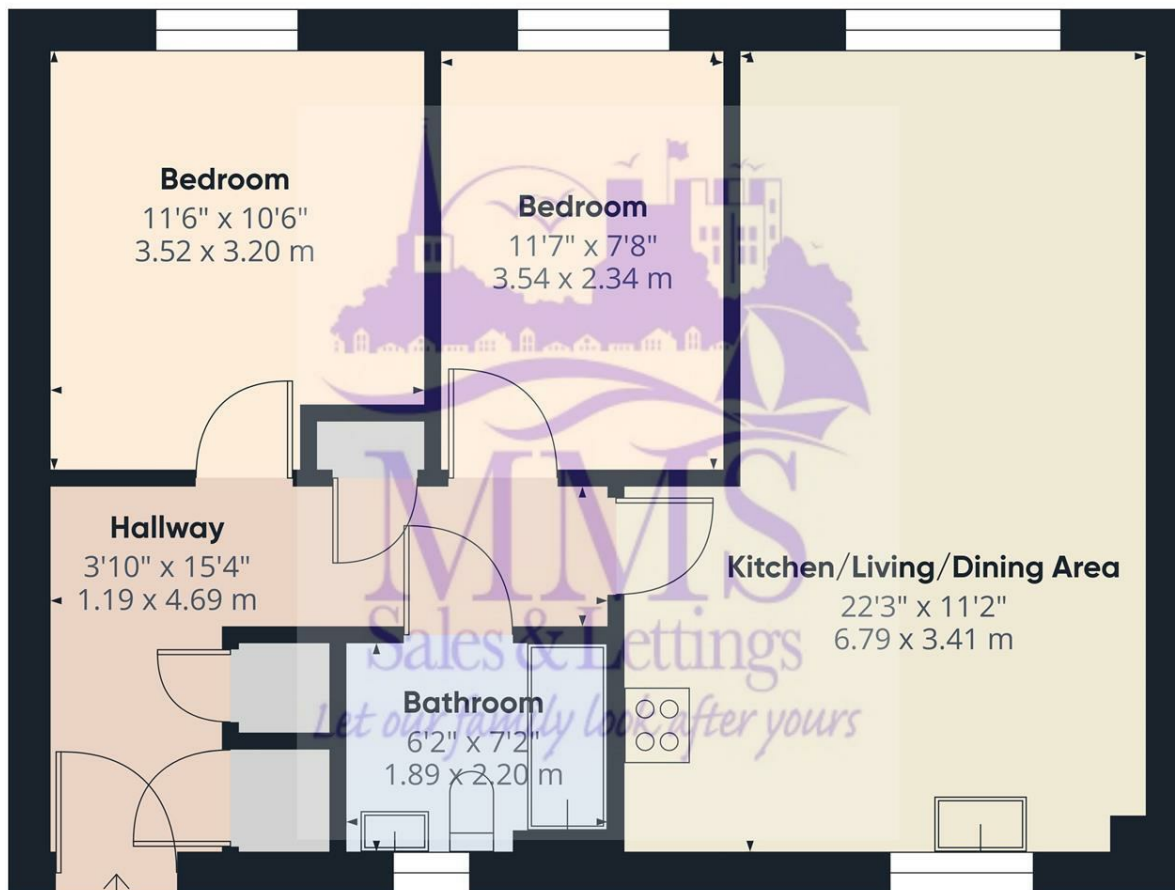 Bedroom
11'6" x 10'6"
3.52 x 3.20 m
Bedroom
11'7" x 7'8"
3.54 x 2.34 m
Hallway
3'10" x 15'4"
1.19 x 4.69 m
Kitchen/Living/Dining Area
22'3" x 11'2"
6.79 x 3.41 m
Bathroom
6'2" x 7'2"
1.89 x 2.20 m
MMS
Sales & Lettings
Let our family look after yours